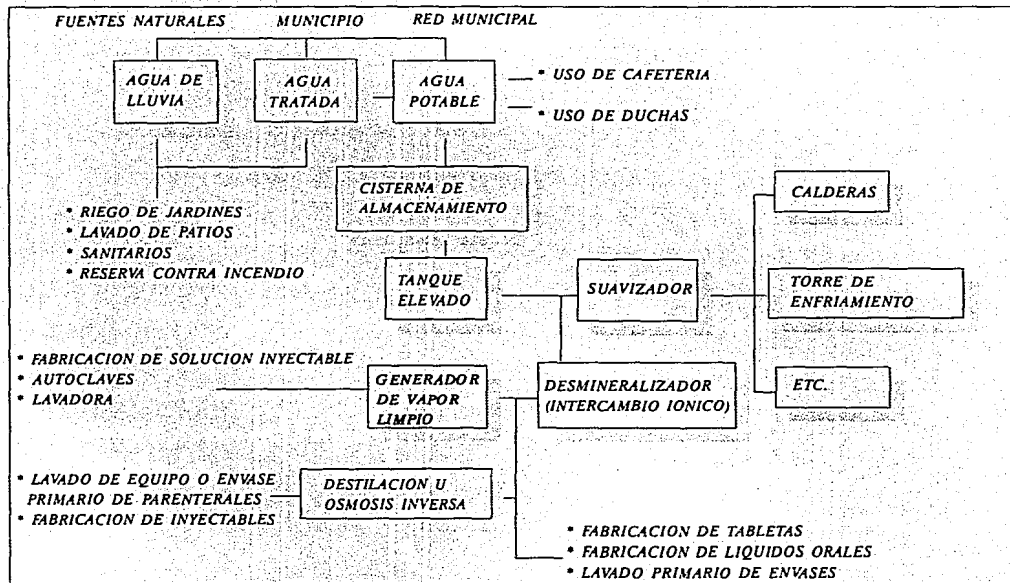 FUENTES NATURALES
MUNICIPIO
RED MUNICIPAL
AGUA DE
LLUVIA
AGUA
TRATADA
AGUA
POTABLE
* USO DE CAFETERIA
* USO DE DUCHAS
CISTERNA DE
ALMACENAMIENTO
* RIEGO DE JARDINES
* LAVADO DE PATIOS
* SANITARIOS
* RESERVA CONTRA INCENDIO
TANQUE
ELEVADO
SUAVIZADOR
CALDERAS
TORRE DE
ENFRIAMIENTO
ETC.
* FABRICACION DE SOLUCION INYECTABLE
* AUTOCLAVES
* LAVADORA
GENERADOR
DE VAPOR
LIMPIO
DESMINERALIZADOR
(INTERCAMBIO IONICO)
* LAVADO DE EQUIPO O ENVASE
PRIMARIO DE PARENTERALES
* FABRICACION DE INYECTABLES
DESTILACION U
OSMOSIS INVERSA
* FABRICACION DE TABLETAS
* FABRICACION DE LIQUIDOS ORALES
* LAVADO PRIMARIO DE ENVASES